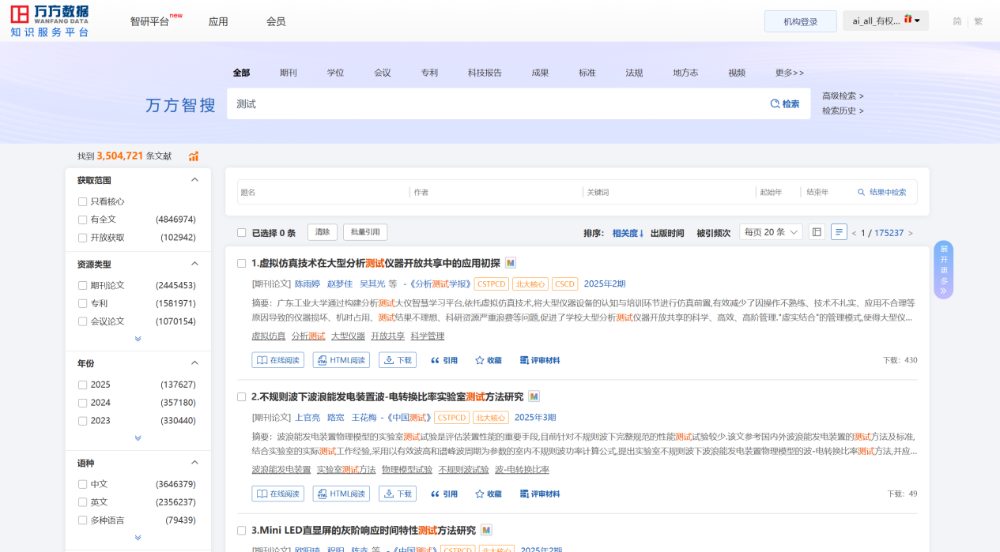 万方数据
WANFANG DATA
知识服务平台
智研平台new
应用
会员
机构登录
ai_all_有权...
简
繁
全部
期刊
学位
会议
专利
科技报告
成果
标准
法规
地方志
视频
更多>>
万方智搜
测试
检索
高级检索 >
检索历史 >
找到 3,504,721 条文献
获取范围
只看核心
有全文 (4846974)
开放获取 (102942)
资源类型
期刊论文 (2445453)
专利 (1581971)
会议论文 (1070154)
年份
2025 (137627)
2024 (357180)
2023 (330440)
语种
中文 (3646379)
英文 (2356237)
多种语言 (79439)
题名
作者
关键词
起始年
结束年
结果中检索
已选择 0 条
清除
批量引用
排序：
相关度↓
出版时间
被引频次
每页 20 条
< 1 / 175237 >
1.虚拟仿真技术在大型分析测试仪器开放共享中的应用初探 M
[期刊论文] 陈雨婷 赵梦佳 吴其光 等 -《分析测试学报》 CSTPCD 北大核心 CSCD 2025年2期
摘要：广东工业大学通过构建分析测试大仪智慧学习平台,依托虚拟仿真技术,将大型仪器设备的认知与培训环节进行仿真前置,有效减少了因操作不熟练、技术不扎实、应用不合理等
原因导致的仪器损坏、机时占用、测试结果不理想、科研资源严重浪费等问题,促进了学校大型分析测试仪器开放共享的科学、高效、高阶管理."虚实结合"的管理模式,使得大型仪...
虚拟仿真 分析测试 大型仪器 开放共享 科学管理
在线阅读 HTML阅读 下载 引用 收藏 评审材料 下载：430
2.不规则波下波浪能发电装置波-电转换比率实验室测试方法研究 M
[期刊论文] 上官亮 路宽 王花梅 -《中国测试》 CSTPCD 北大核心 2025年3期
摘要：波浪能发电装置物理模型的实验室测试试验是评估装置性能的重要手段,目前针对不规则波下完整规范的性能测试试验较少.该文参考国内外波浪能发电装置的测试方法及标准,
结合实验室的实际测试工作经验,采用以有效波高和谱峰波周期为参数的室内不规则波功率计算公式,提出实验室不规则波下波浪能发电装置物理模型的波-电转换比率测试方法,并应...
波浪能发电装置 实验室测试方法 物理模型试验 不规则波试验 波-电转换比率
在线阅读 HTML阅读 下载 引用 收藏 评审材料 下载：49
3.Mini LED直显屏的灰阶响应时间特性测试方法研究 M
[期刊论文] 欧阳琦 程阳 陈赤 等 -《中国测试》 CSTPCD 北大核心 2025年2期
展开更多